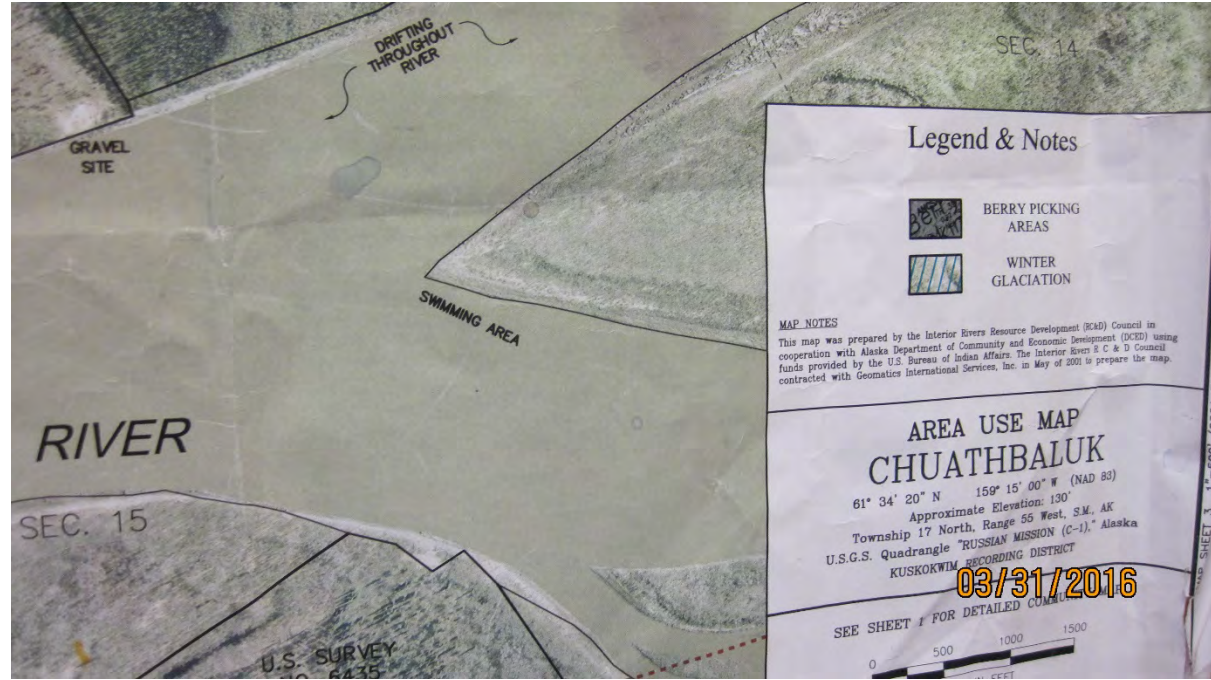 DRIFTING
THROUGHOUT
RIVER
SEC. 14
GRAVEL
SITE
SWIMMING AREA
RIVER
SEC. 15
U.S. SURVEY
NO. 6435
Legend & Notes
BERRY PICKING
AREAS
WINTER
GLACIATION
MAP NOTES
This map was prepared by the Interior Rivers Resource Development (RC&D) Council in
cooperation with Alaska Department of Community and Economic Development (DCED) using
funds provided by the U.S. Bureau of Indian Affairs. The Interior Rivers R C & D Council
contracted with Geomatics International Services, Inc. in May of 2001 to prepare the map.
AREA USE MAP
CHUATHBALUK
61° 34' 20" N 159° 15' 00" W (NAD 83)
Approximate Elevation: 130'
Township 17 North, Range 55 West, S.M., AK
U.S.G.S. Quadrangle "RUSSIAN MISSION (C-1)," Alaska
KUSKOKWIM RECORDING DISTRICT
03/31/2016
SEE SHEET 1 FOR DETAILED
0 500 1000 1500
IN FEET